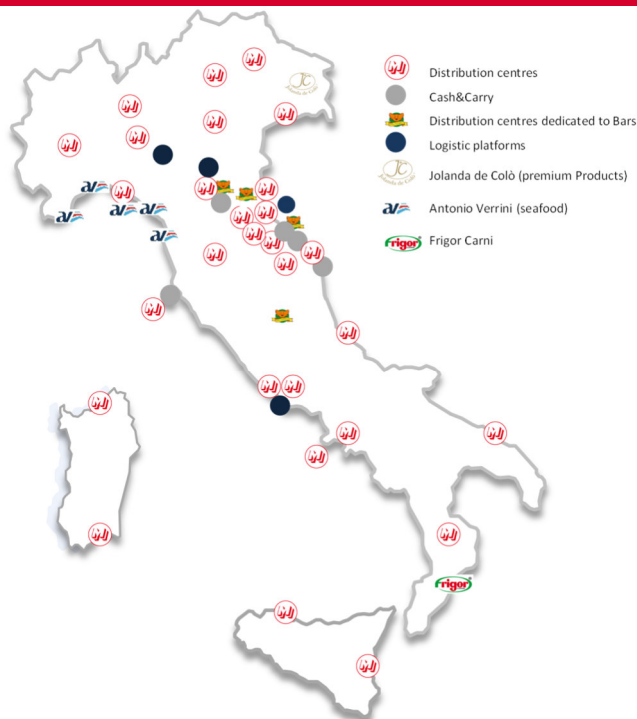 Distribution centres
Cash&Carry
Distribution centres dedicated to Bars
Logistic platforms
Jolanda de Colò (premium Products)
Antonio Verrini (seafood)
Frigor Carni